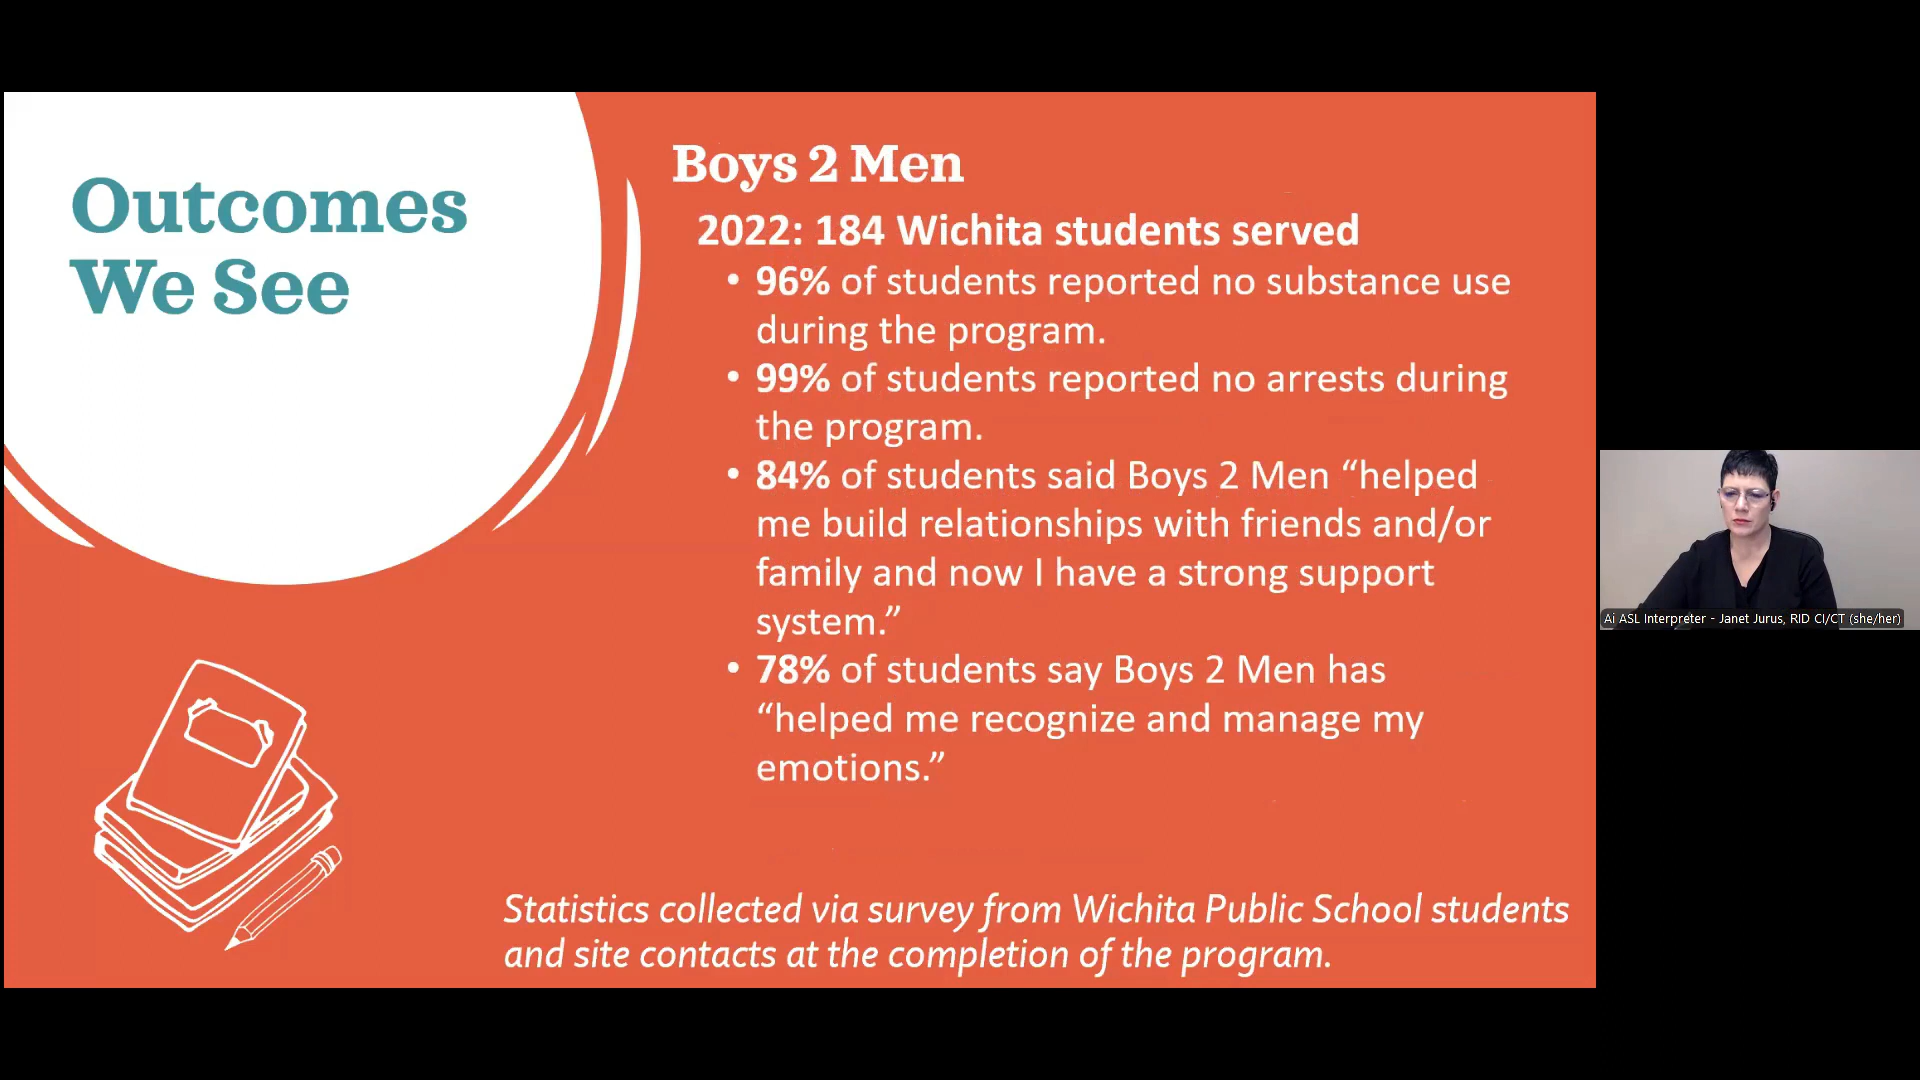 Outcomes
We See
Boys 2 Men
2022: 184 Wichita students served
• 96% of students reported no substance use
during the program.
• 99% of students reported no arrests during
the program.
• 84% of students said Boys 2 Men “helped
me build relationships with friends and/or
family and now I have a strong support
system.”
• 78% of students say Boys 2 Men has
“helped me recognize and manage my
emotions.”
Statistics collected via survey from Wichita Public School students
and site contacts at the completion of the program.
Ai ASL Interpreter - Janet Jurus, RID CI/CT (she/her)